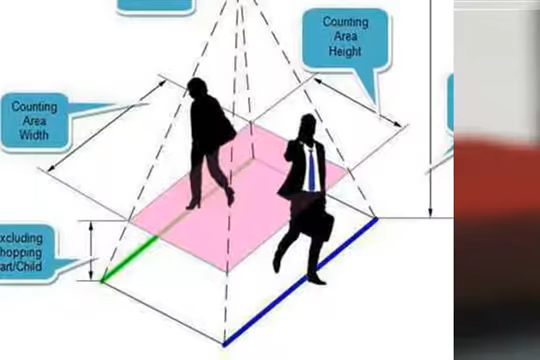 Counting
Area
Height
Counting
Area
Width
xcluding
hopping
art/Child